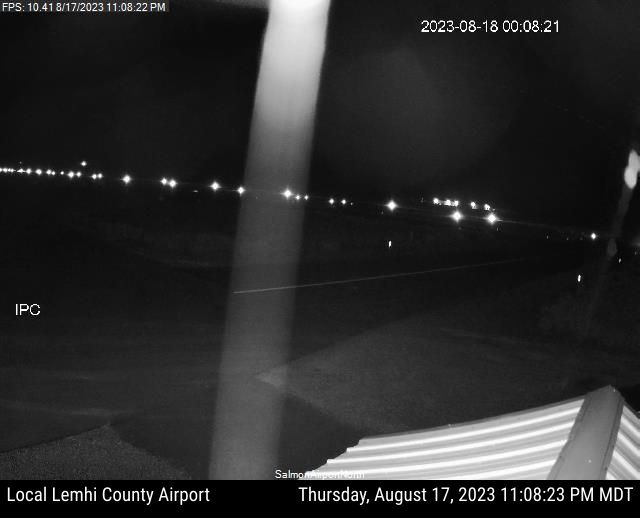 FPS: 10.41 8/17/2023 11:08:22 PM
2023-08-18 00:08:21
IPC
SalmonAirportNorth
Local Lemhi County Airport Thursday, August 17, 2023 11:08:23 PM MDT